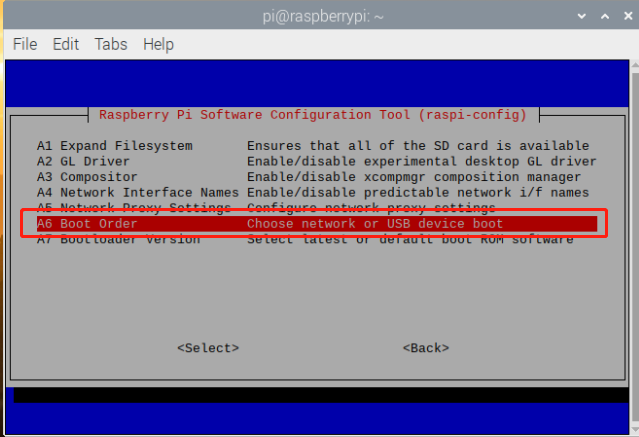 pi@raspberrypi: ~
File Edit Tabs Help
Raspberry Pi Software Configuration Tool (raspi-config)
A1 Expand Filesystem Ensures that all of the SD card is available
A2 GL Driver Enable/disable experimental desktop GL driver
A3 Compositor Enable/disable xcompmgr composition manager
A4 Network Interface Names Enable/disable predictable network i/f names
A5 Network Proxy Settings Configure network proxy settings
A6 Boot Order Choose network or USB device boot
A7 Bootloader Version Select latest or default boot ROM software
<Select> <Back>